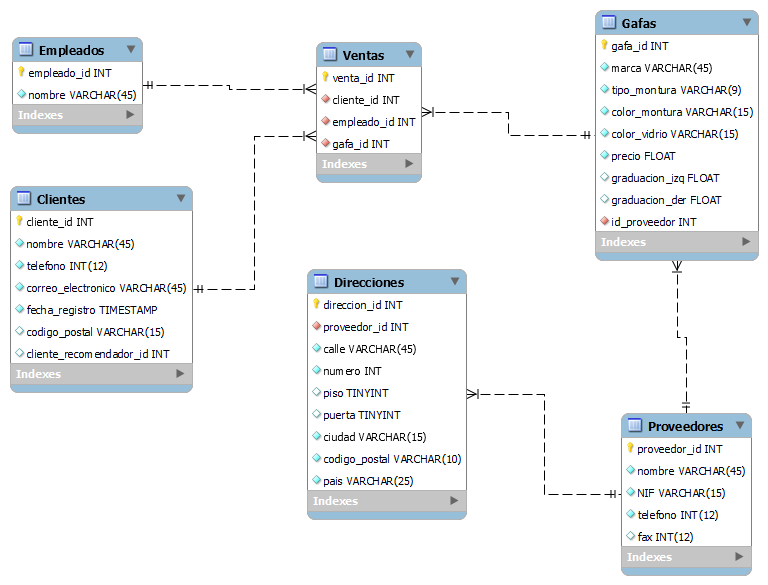 Empleados
empleado_id INT
nombre VARCHAR(45)
Indexes
Ventas
venta_id INT
cliente_id INT
empleado_id INT
gafa_id INT
Indexes
Gafas
gafa_id INT
marca VARCHAR(45)
tipo_montura VARCHAR(9)
color_montura VARCHAR(15)
color_vidrio VARCHAR(15)
precio FLOAT
graduacion_izq FLOAT
graduacion_der FLOAT
id_proveedor INT
Indexes
Clientes
cliente_id INT
nombre VARCHAR(45)
telefono INT(12)
correo_electronico VARCHAR(45)
fecha_registro TIMESTAMP
codigo_postal VARCHAR(15)
cliente_recomendador_id INT
Indexes
Direcciones
direccion_id INT
proveedor_id INT
calle VARCHAR(45)
numero INT
piso TINYINT
puerta TINYINT
ciudad VARCHAR(15)
codigo_postal VARCHAR(10)
pais VARCHAR(25)
Indexes
Proveedores
proveedor_id INT
nombre VARCHAR(45)
NIF VARCHAR(15)
telefono INT(12)
fax INT(12)
Indexes